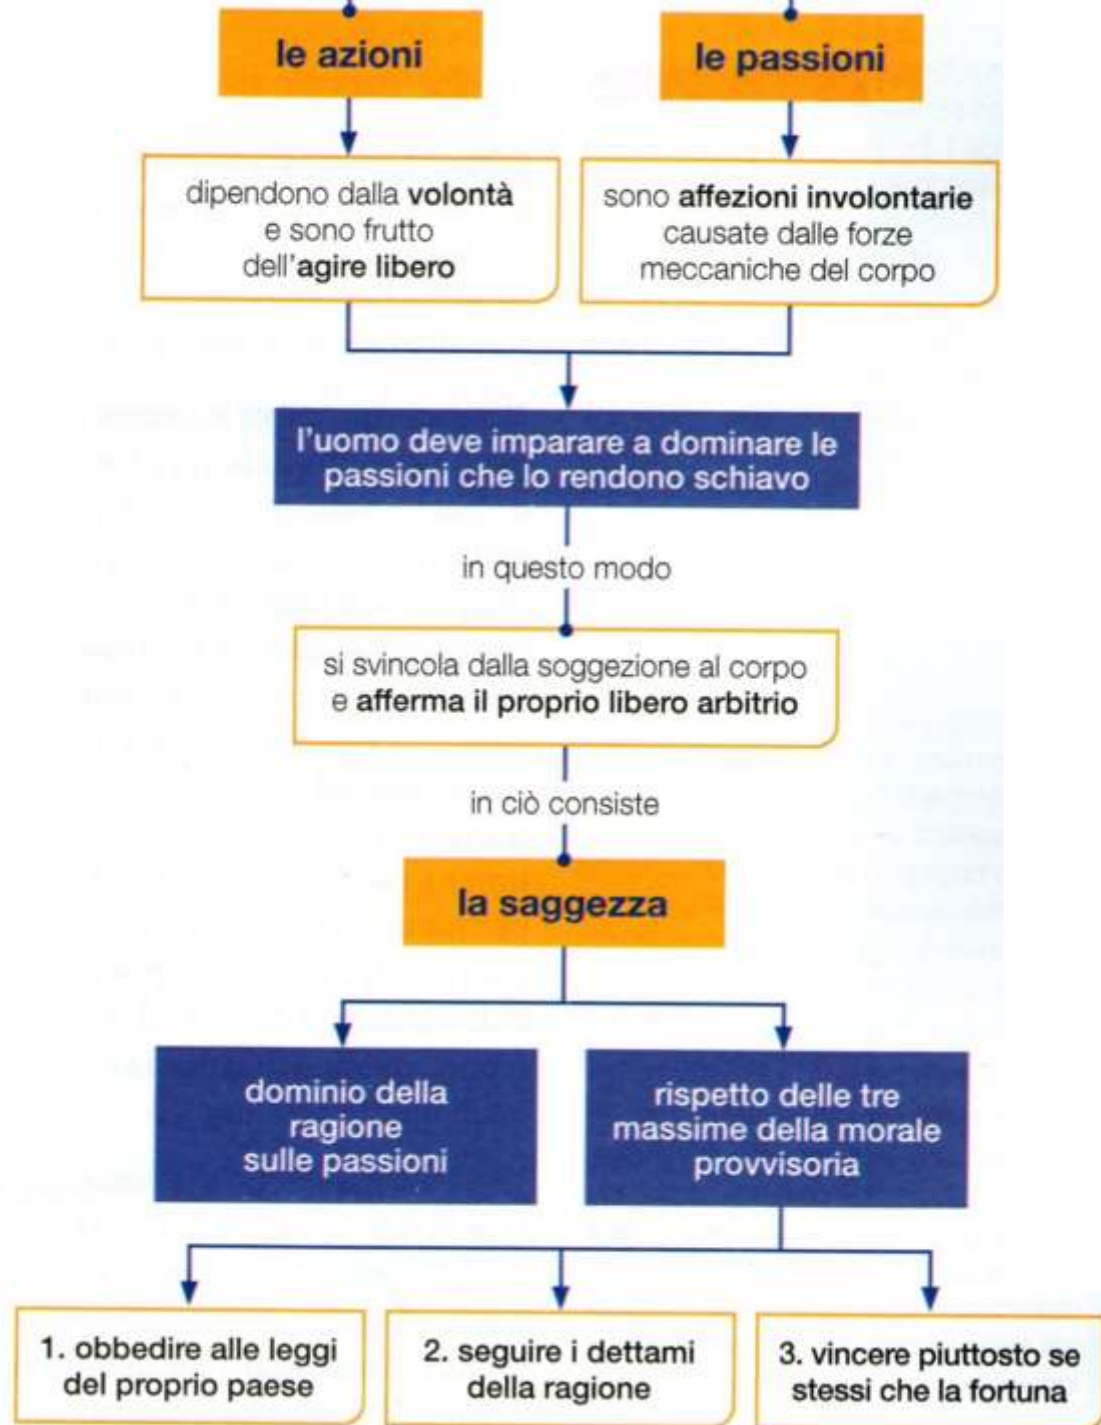 le azioni
le passioni
dipendono dalla volontà
e sono frutto
dell'agire libero
sono affezioni involontarie
causate dalle forze
meccaniche del corpo
l'uomo deve imparare a dominare le
passioni che lo rendono schiavo
in questo modo
si svincola dalla soggezione al corpo
e afferma il proprio libero arbitrio
in ciò consiste
la saggezza
dominio della
ragione
sulle passioni
rispetto delle tre
massime della morale
provvisoria
1. obbedire alle leggi
del proprio paese
2. seguire i dettami
della ragione
3. vincere piuttosto se
stessi che la fortuna